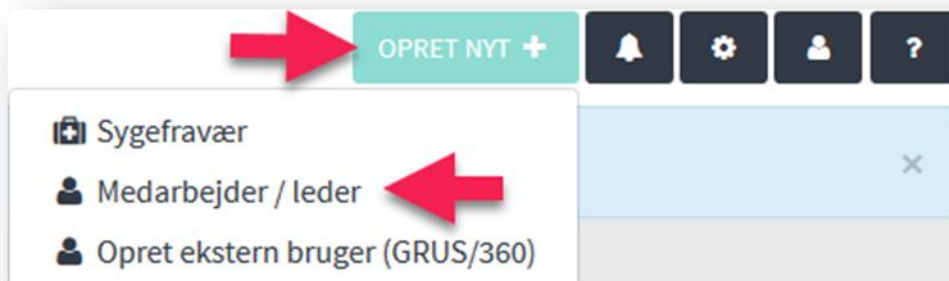 OPRET NYT +
?
Sygefravær
Medarbejder / leder
Opret ekstern bruger (GRUS/360)